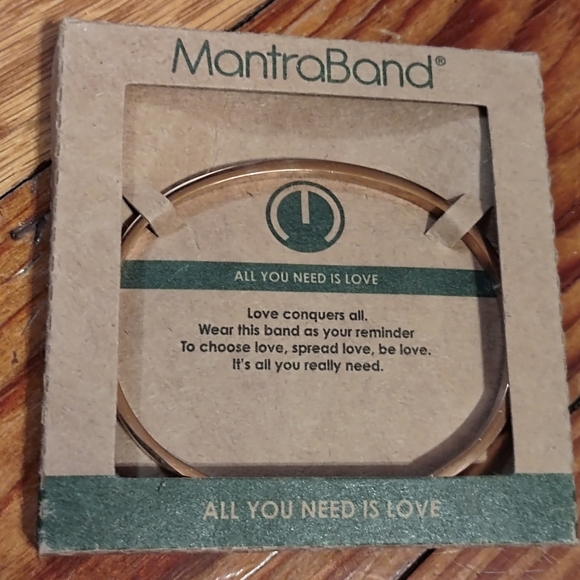 MantraBand®
ALL YOU NEED IS LOVE
Love conquers all.
Wear this band as your reminder
To choose love, spread love, be love.
It's all you really need.
ALL YOU NEED IS LOVE